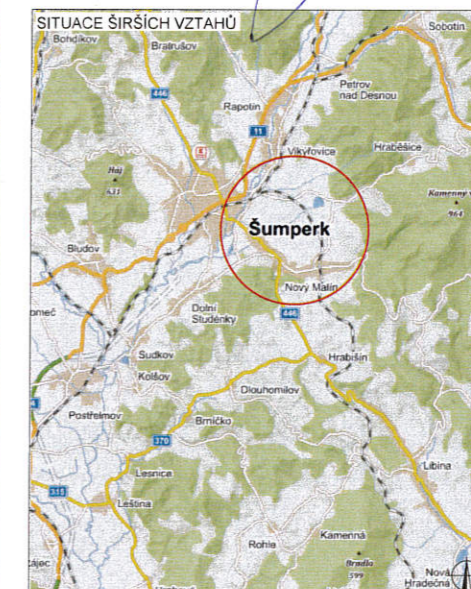 SITUACE ŠIRŠÍCH VZTAHŮ
Bohdíkov
Bratrušov
Sobotín
Petrov
nad Desnou
446
Rapotín
11
Vikýřovice
Hraběšice
Háj
631
Kamenný
964
Šumperk
Bludov
Nový Malín
Dolní
Studénky
446
Sudkov
Hrabišín
Kolšov
Dlouhomilov
Postřelmov
Brníčko
370
Libina
Lesnice
315
Leština
Rohle
Kamenná
Bradlo
599
Nová
Hradečná